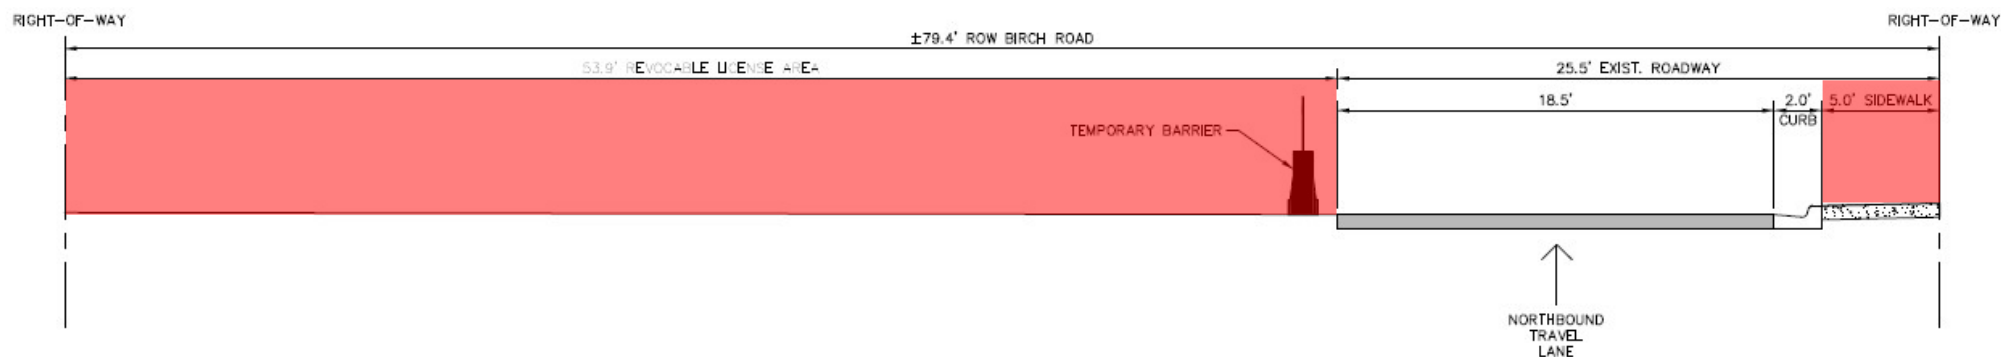 RIGHT-OF-WAY
RIGHT-OF-WAY
±79.4' ROW BIRCH ROAD
53.9' REVOCABLE LICENSE AREA
25.5' EXIST. ROADWAY
18.5'
2.0'
CURB
5.0' SIDEWALK
TEMPORARY BARRIER
NORTHBOUND
TRAVEL
LANE